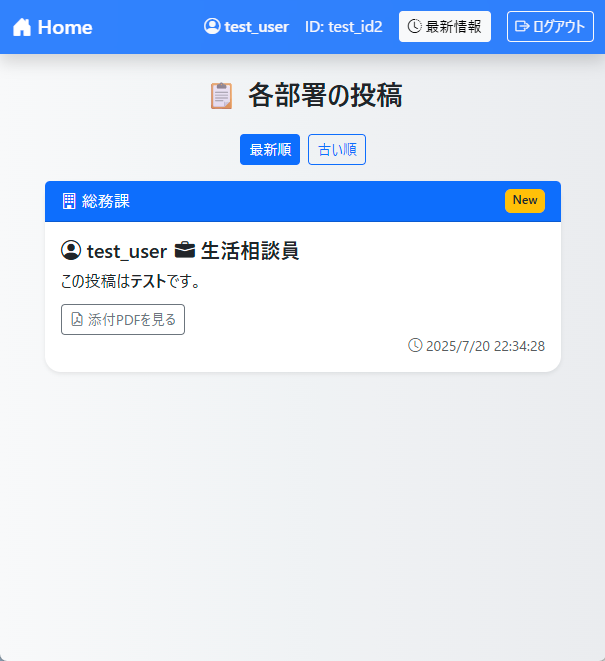 Home test_user ID: test_id2 最新情報 ログアウト
各部署の投稿
最新順 古い順
総務課 New
test_user 生活相談員
この投稿はテストです。
添付PDFを見る
2025/7/20 22:34:28